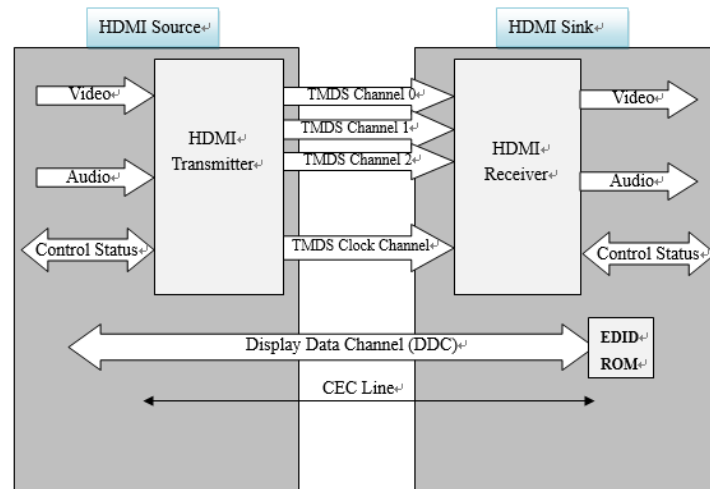 HDMI Source↵
HDMI Sink↵
Video↵
TMDS Channel 0↵
Video↵
HDMI↵
Transmitter↵
TMDS Channel 1↵
HDMI↵
Receiver↵
TMDS Channel 2↵
Audio↵
Audio↵
Control Status↵
TMDS Clock Channel↵
Control Status↵
Display Data Channel (DDC)↵
EDID↵
ROM↵
CEC Line↵